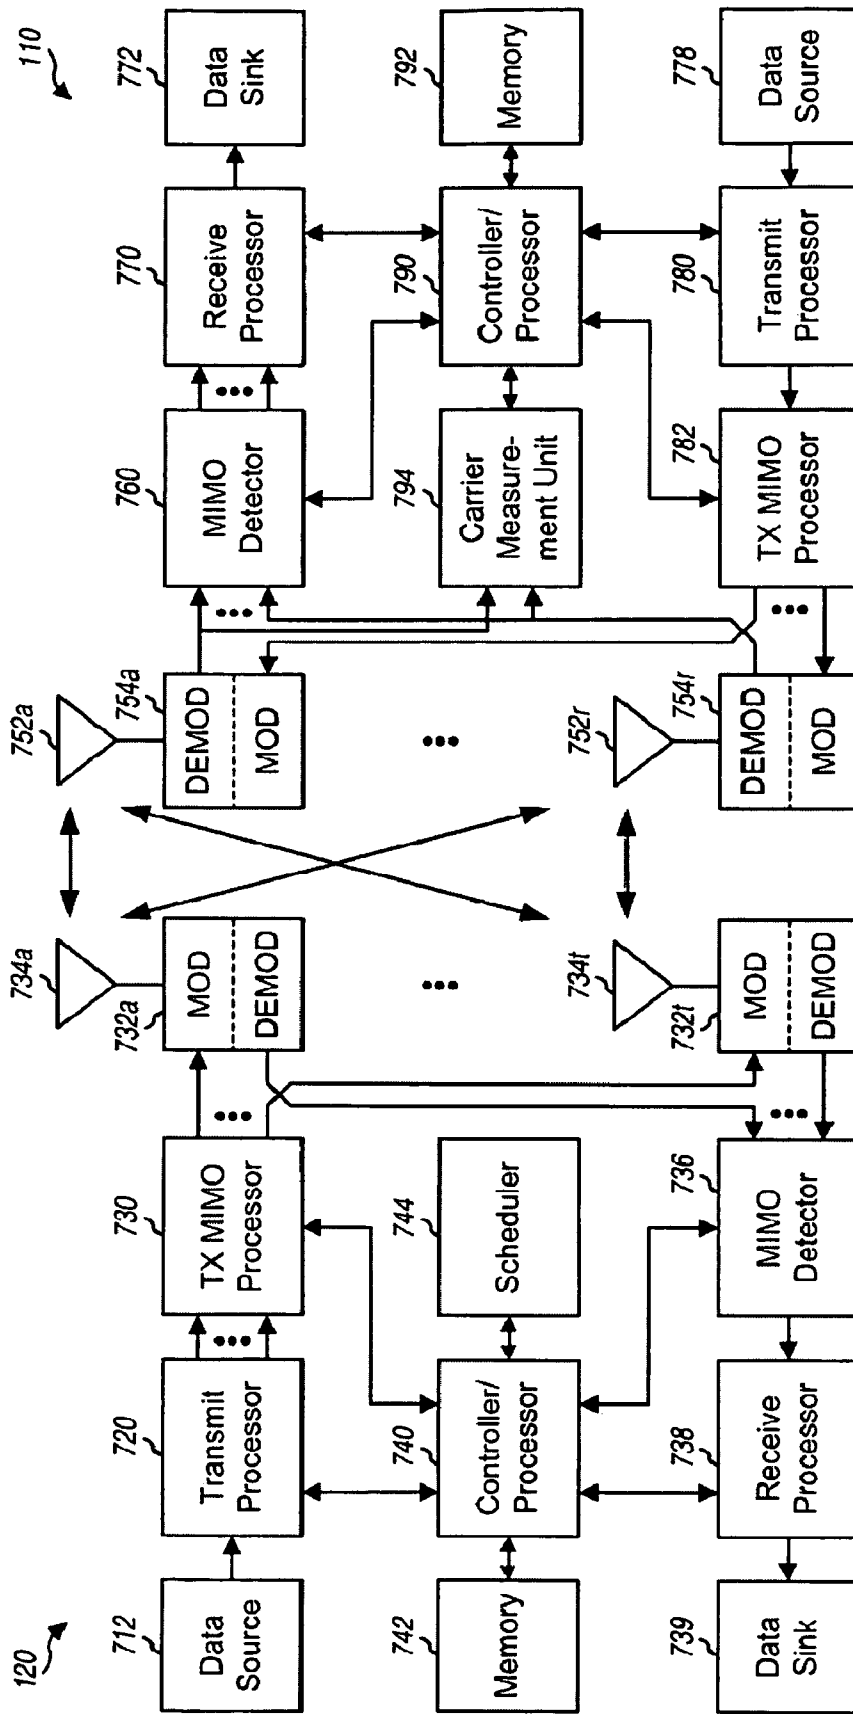 120
110
712
Data
Source
720
Transmit
Processor
730
TX MIMO
Processor
732a
MOD
DEMOD
734a
752a
754a
DEMOD
MOD
760
MIMO
Detector
770
Receive
Processor
772
Data
Sink
742
Memory
740
Controller/
Processor
744
Scheduler
794
Carrier
Measure-
ment Unit
790
Controller/
Processor
792
Memory
739
Data
Sink
738
Receive
Processor
736
MIMO
Detector
732t
MOD
DEMOD
734t
752r
754r
DEMOD
MOD
782
TX MIMO
Processor
780
Transmit
Processor
778
Data
Source